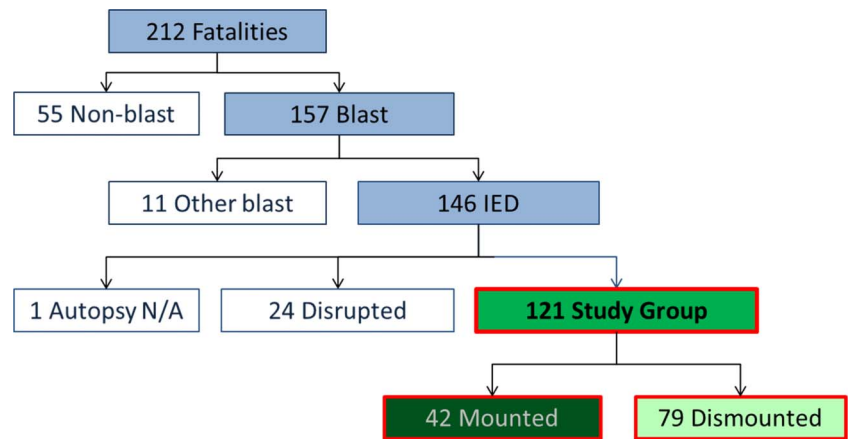 212 Fatalities
55 Non-blast
157 Blast
11 Other blast
146 IED
1 Autopsy N/A
24 Disrupted
121 Study Group
42 Mounted
79 Dismounted